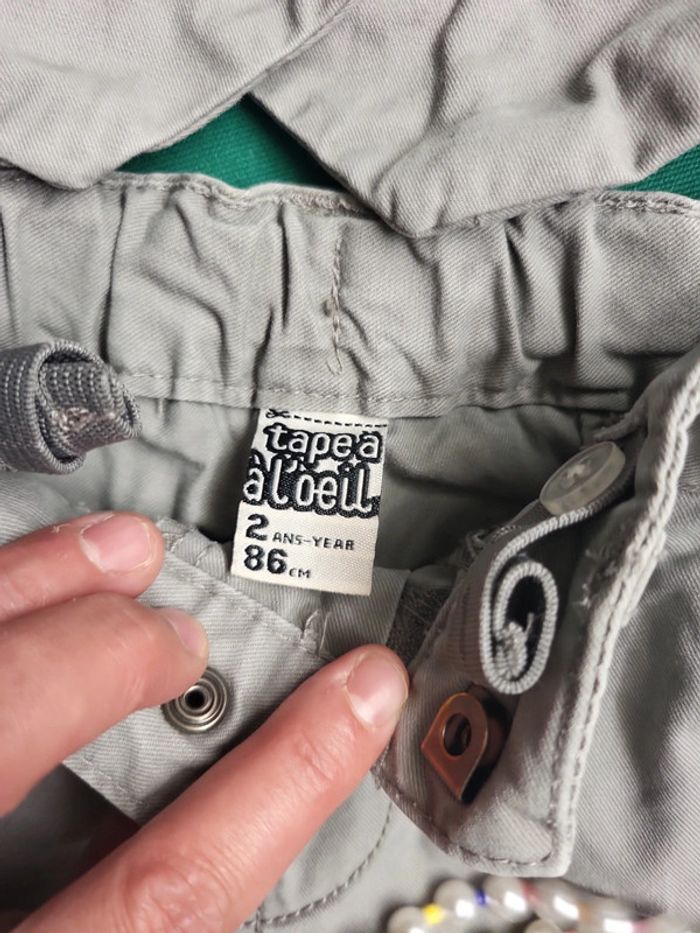 tape à
à l'oeil
2 ANS-YEAR
86 CM